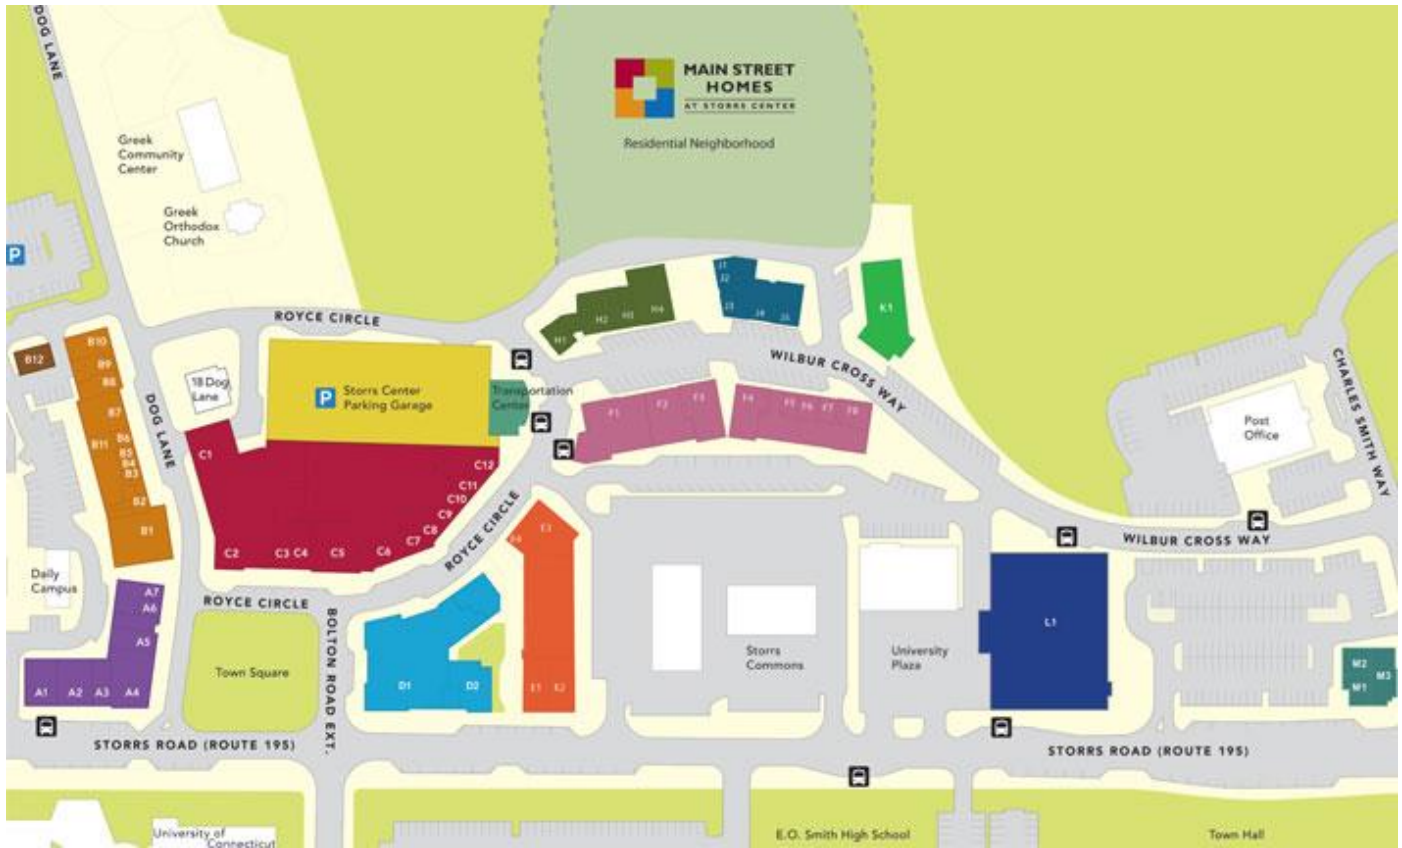 DOG LANE
MAIN STREET
HOMES
AT STORRS CENTER
Residential Neighborhood
Greek
Community
Center
Greek
Orthodox
Church
P
ROYCE CIRCLE
H1
H2
H3
H4
J1
J2
J3
J4
J5
K1
WILBUR CROSS WAY
CHARLES SMITH WAY
B12
B10
B9
B8
B7
B11
B6
B5
B4
B3
B2
B1
DOG LANE
18 Dog
Lane
P
Storrs Center
Parking Garage
Transportation
Center
F1
F2
F3
F4
F5
F6
F7
F8
Post
Office
C1
C12
C11
C10
C9
C8
C7
C6
C5
C4
C3
C2
ROYCE CIRCLE
E3
WILBUR CROSS WAY
Daily
Campus
A7
A6
A5
A4
A3
A2
A1
ROYCE CIRCLE
Town Square
BOLTON ROAD EXT.
D1
D2
E1
E2
Storrs
Commons
University
Plaza
L1
M2
M3
M1
STORRS ROAD (ROUTE 195)
STORRS ROAD (ROUTE 195)
University of
Connecticut
E.O. Smith High School
Town Hall